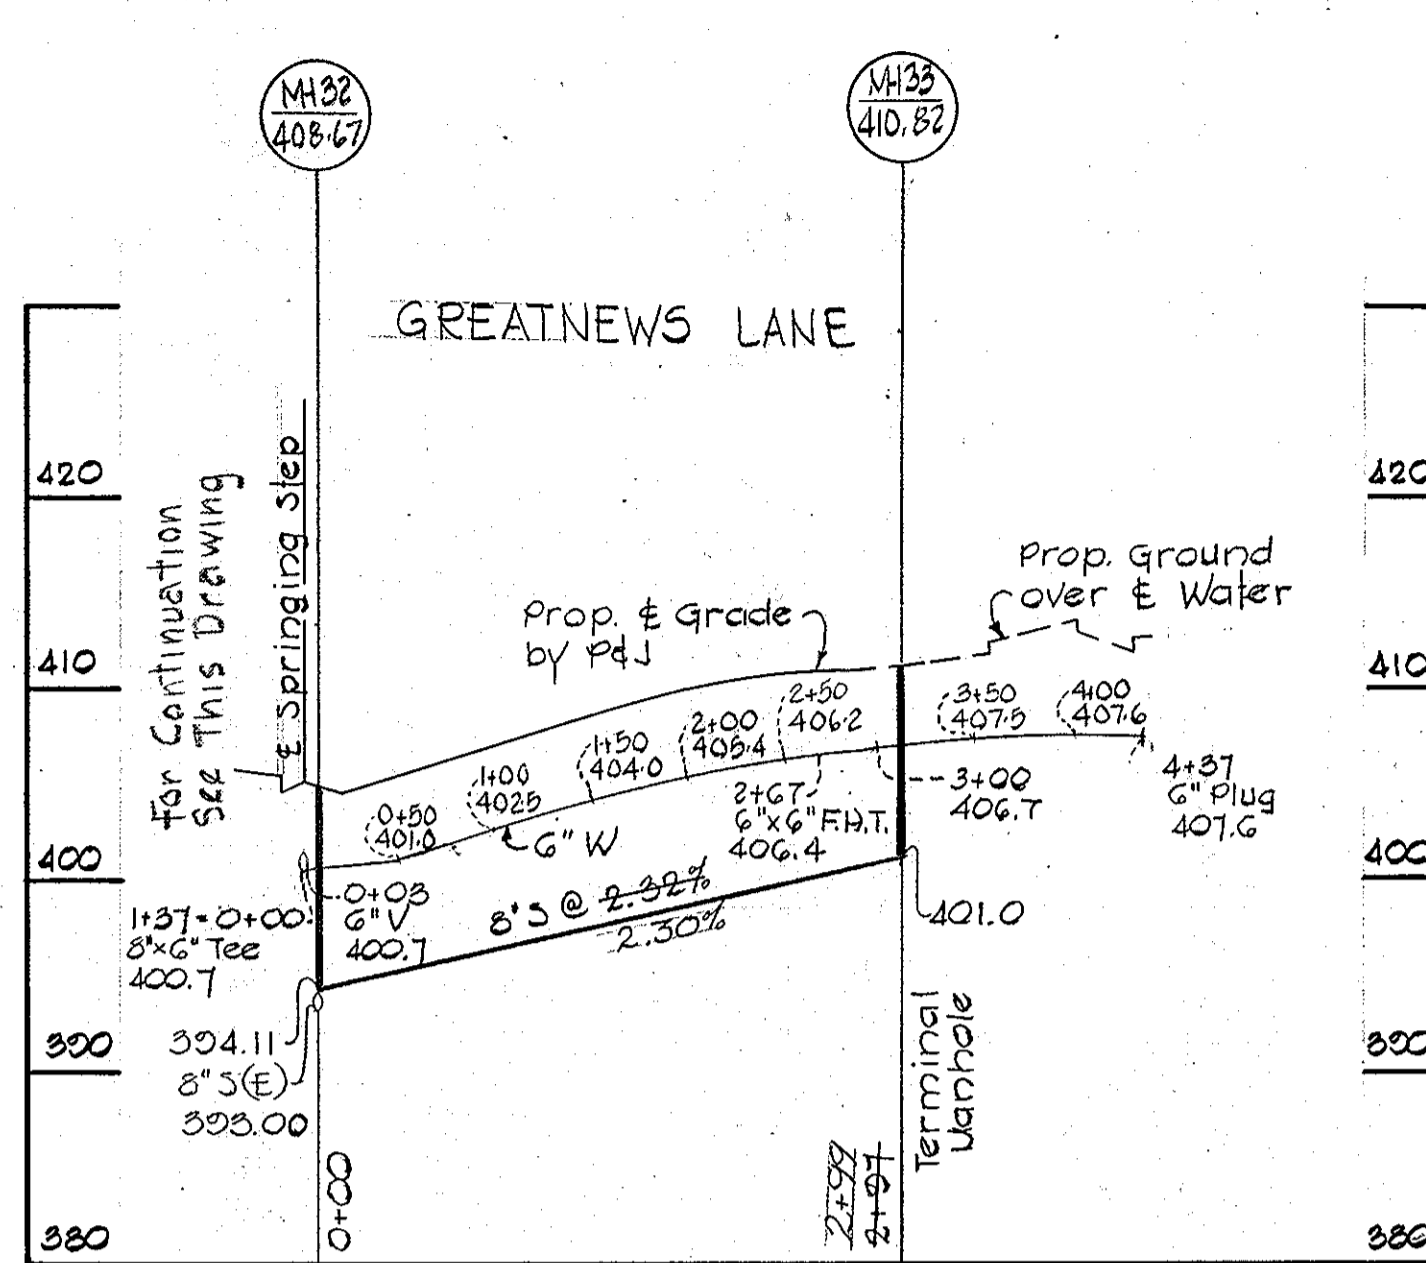 MH32
408.67
MH33
410.82
GREATNEWS LANE
420
410
400
390
380
For Continuation
See This Drawing
℄ Springing Step
Prop. ℄ Grade
by P&J
Prop. Ground
over ℄ Water
0+50
401.0
1+00
402.5
1+50
404.0
2+00
405.4
2+50
406.2
3+50
407.5
4+00
407.6
6" W
2+67
6"x6" F.H.T.
406.4
3+00
406.7
4+37
6" Plug
407.6
0+03
6" V
400.7
1+37=0+00
8"x6" Tee
400.7
8" S @ 2.32%
2.30%
401.0
394.11
8" S(E)
393.00
0+00
2+99
2+97
Terminal
Manhole
420
410
400
390
380